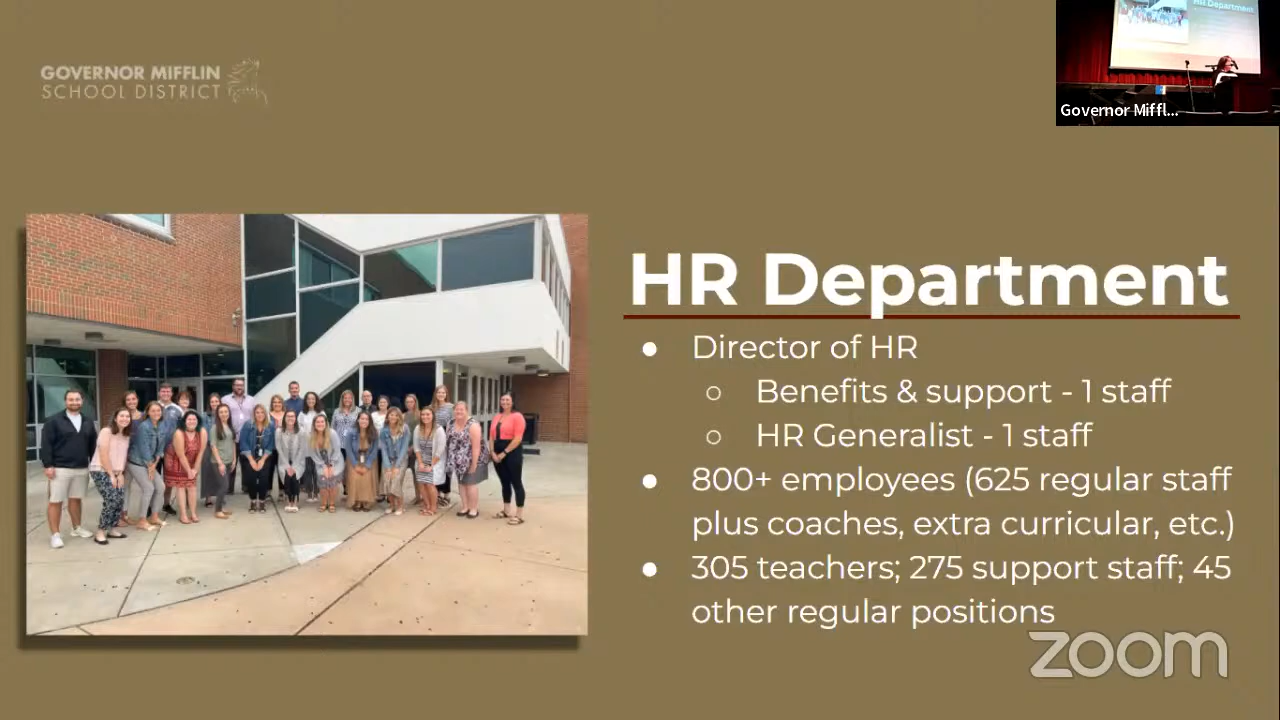 GOVERNOR MIFFLIN
SCHOOL DISTRICT
HR Department
Governor Miffl...
HR Department
● Director of HR
○ Benefits & support - 1 staff
○ HR Generalist - 1 staff
● 800+ employees (625 regular staff
plus coaches, extra curricular, etc.)
● 305 teachers; 275 support staff; 45
other regular positions
zoom